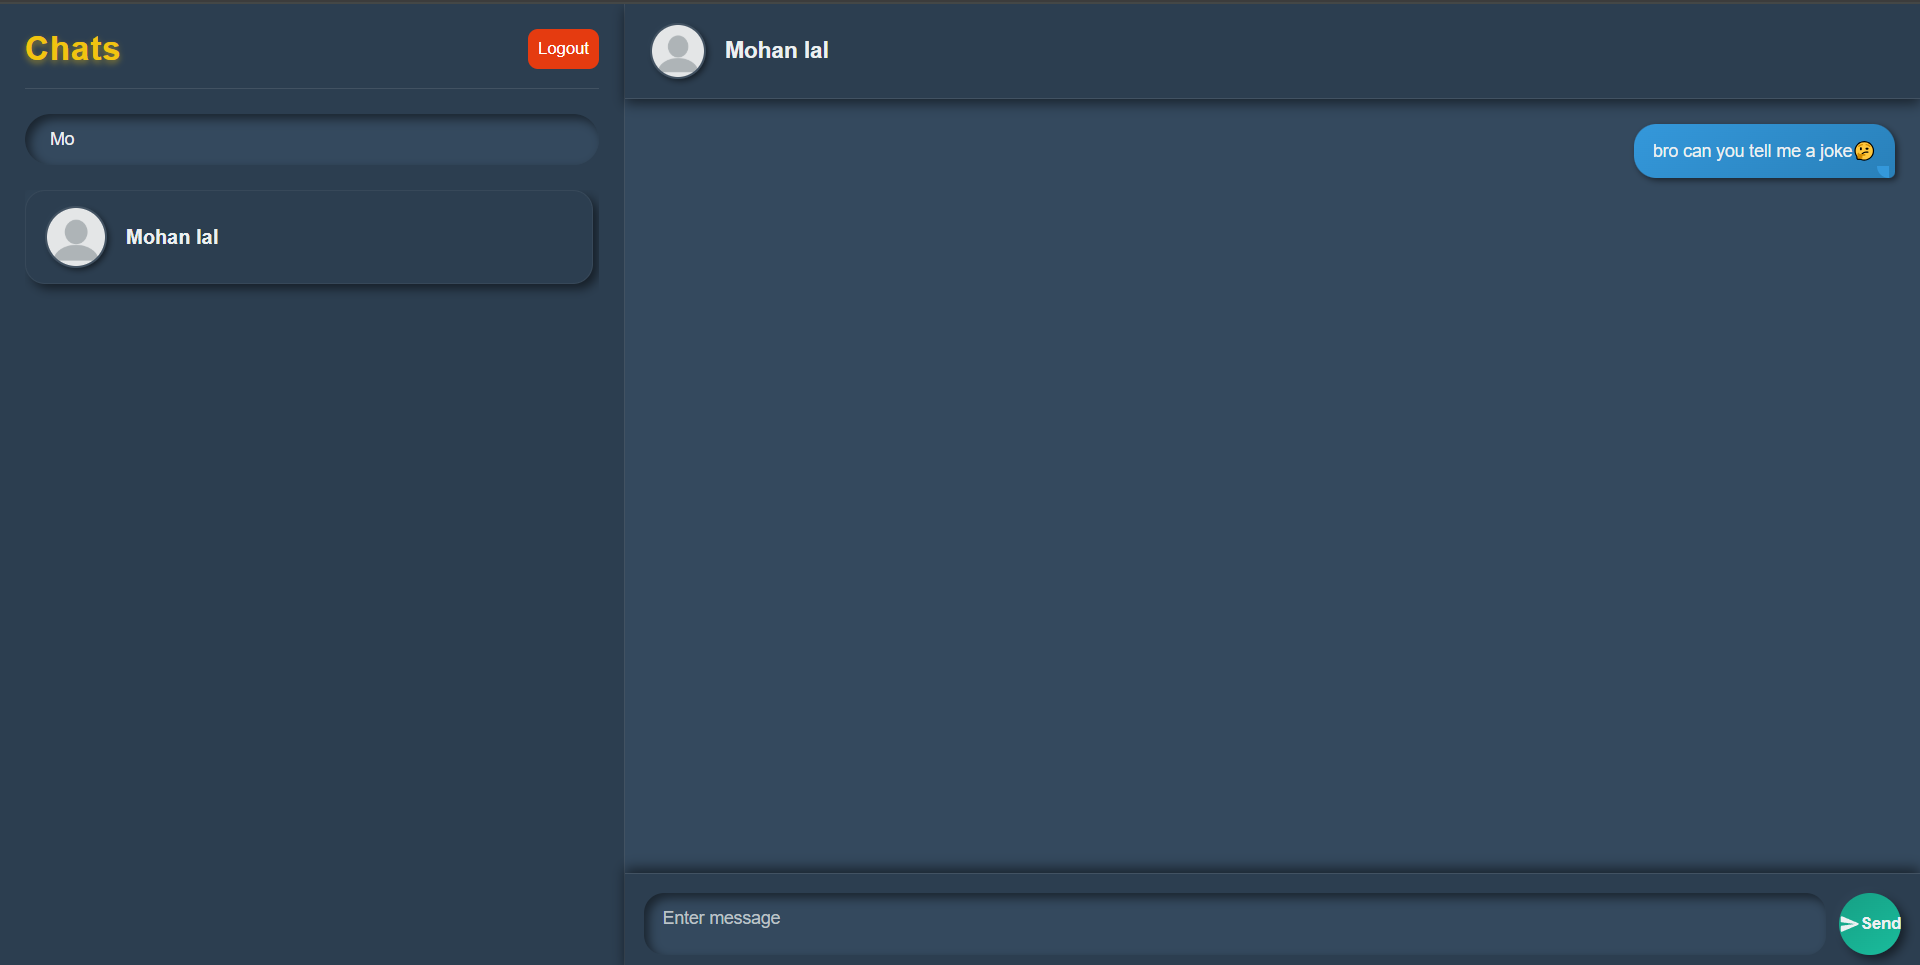 Chats
Logout
Mo
Mohan lal
Mohan lal
bro can you tell me a joke🤔
Enter message
Send